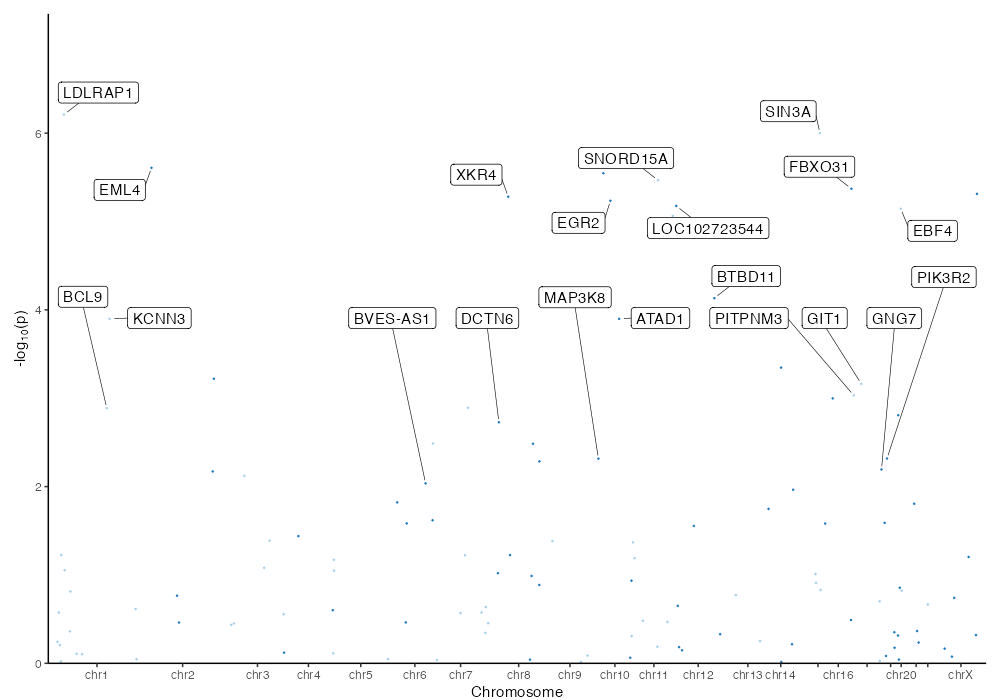 LDLRAP1
6
SIN3A
SNORD15A
FBXO31
XKR4
EML4
EGR2
LOC102723544
EBF4
BTBD11
PIK3R2
BCL9
MAP3K8
4
KCNN3
BVES-AS1
DCTN6
ATAD1
PITPNM3
GIT1
GNG7
-log10(p)
2
0
chr1 chr2 chr3 chr4 chr5 chr6 chr7 chr8 chr9 chr10 chr11 chr12 chr13 chr14 chr16 chr20 chrX
Chromosome